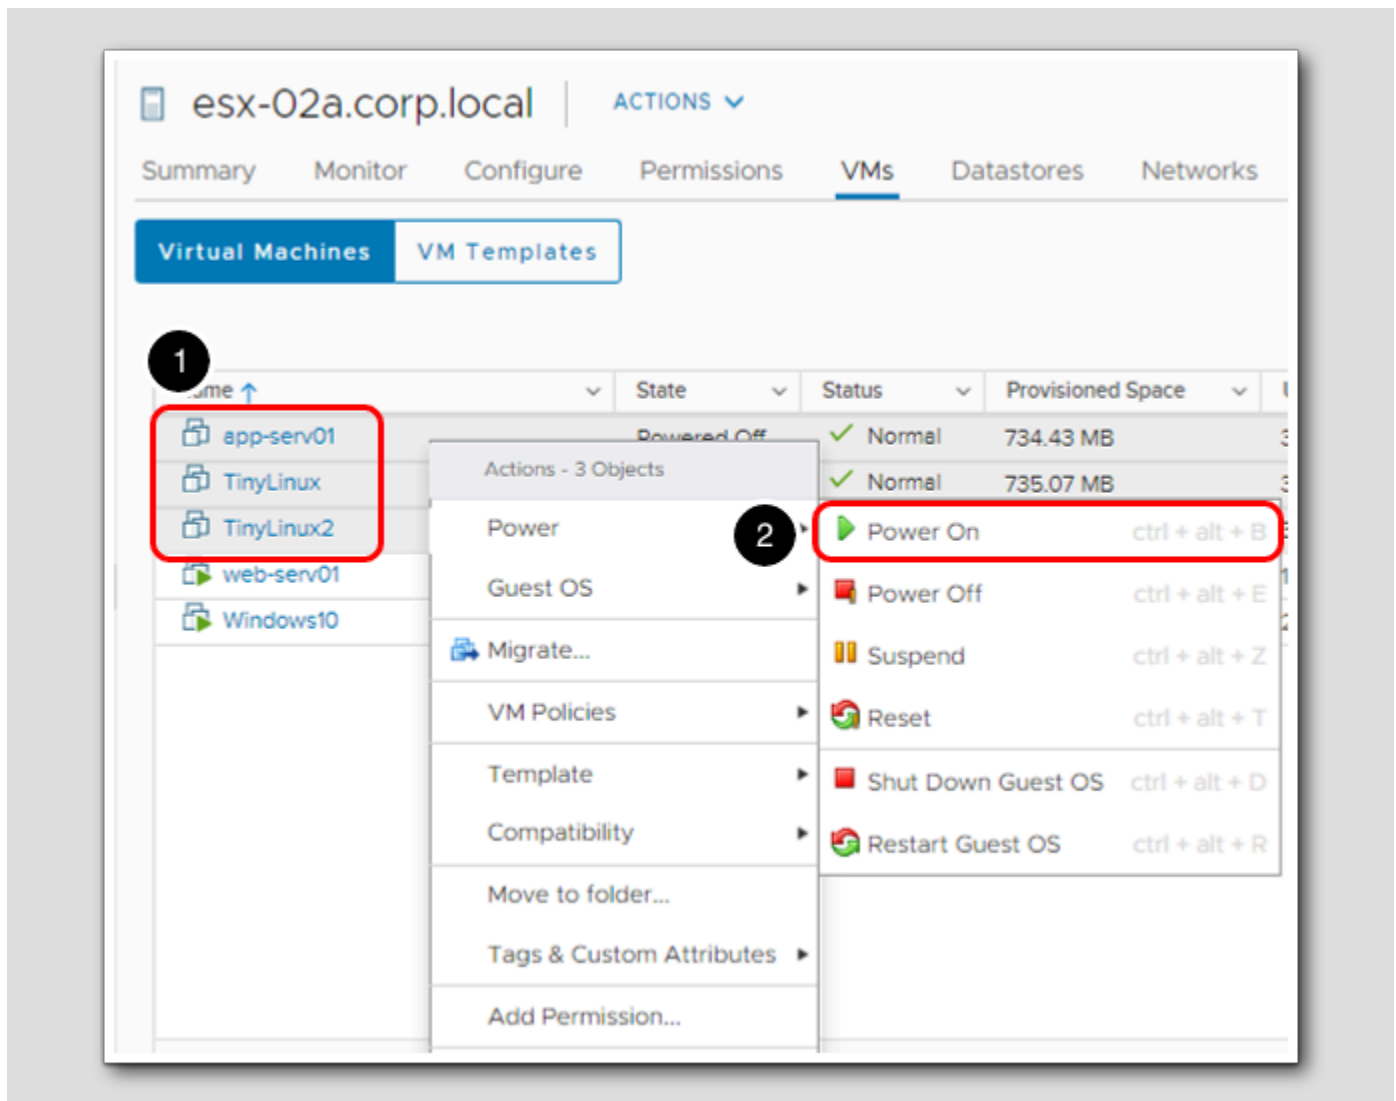 esx-02a.corp.local ACTIONS
Summary Monitor Configure Permissions VMs Datastores Networks
Virtual Machines VM Templates
1
State Status Provisioned Space
app-serv01 Powered Off Normal 734.43 MB
Actions - 3 Objects
TinyLinux Normal 735.07 MB
TinyLinux2 Power 2 Power On ctrl + alt + B
web-serv01 Guest OS Power Off ctrl + alt + E
Windows10
Migrate... Suspend ctrl + alt + Z
VM Policies Reset ctrl + alt + T
Template Shut Down Guest OS ctrl + alt + D
Compatibility Restart Guest OS ctrl + alt + R
Move to folder...
Tags & Custom Attributes
Add Permission...